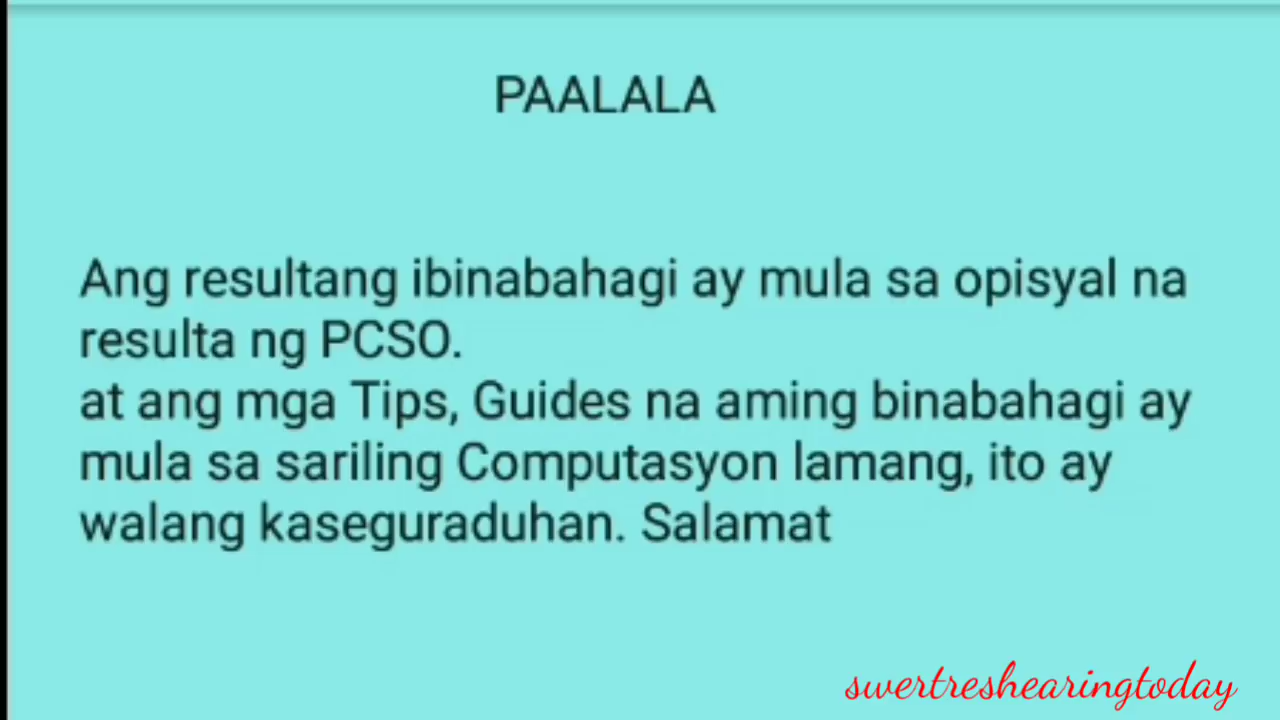 PAALALA
Ang resultang ibinabahagi ay mula sa opisyal na
resulta ng PCSO.
at ang mga Tips, Guides na aming binabahagi ay
mula sa sariling Computasyon lamang, ito ay
walang kaseguraduhan. Salamat
swertreshearingtoday